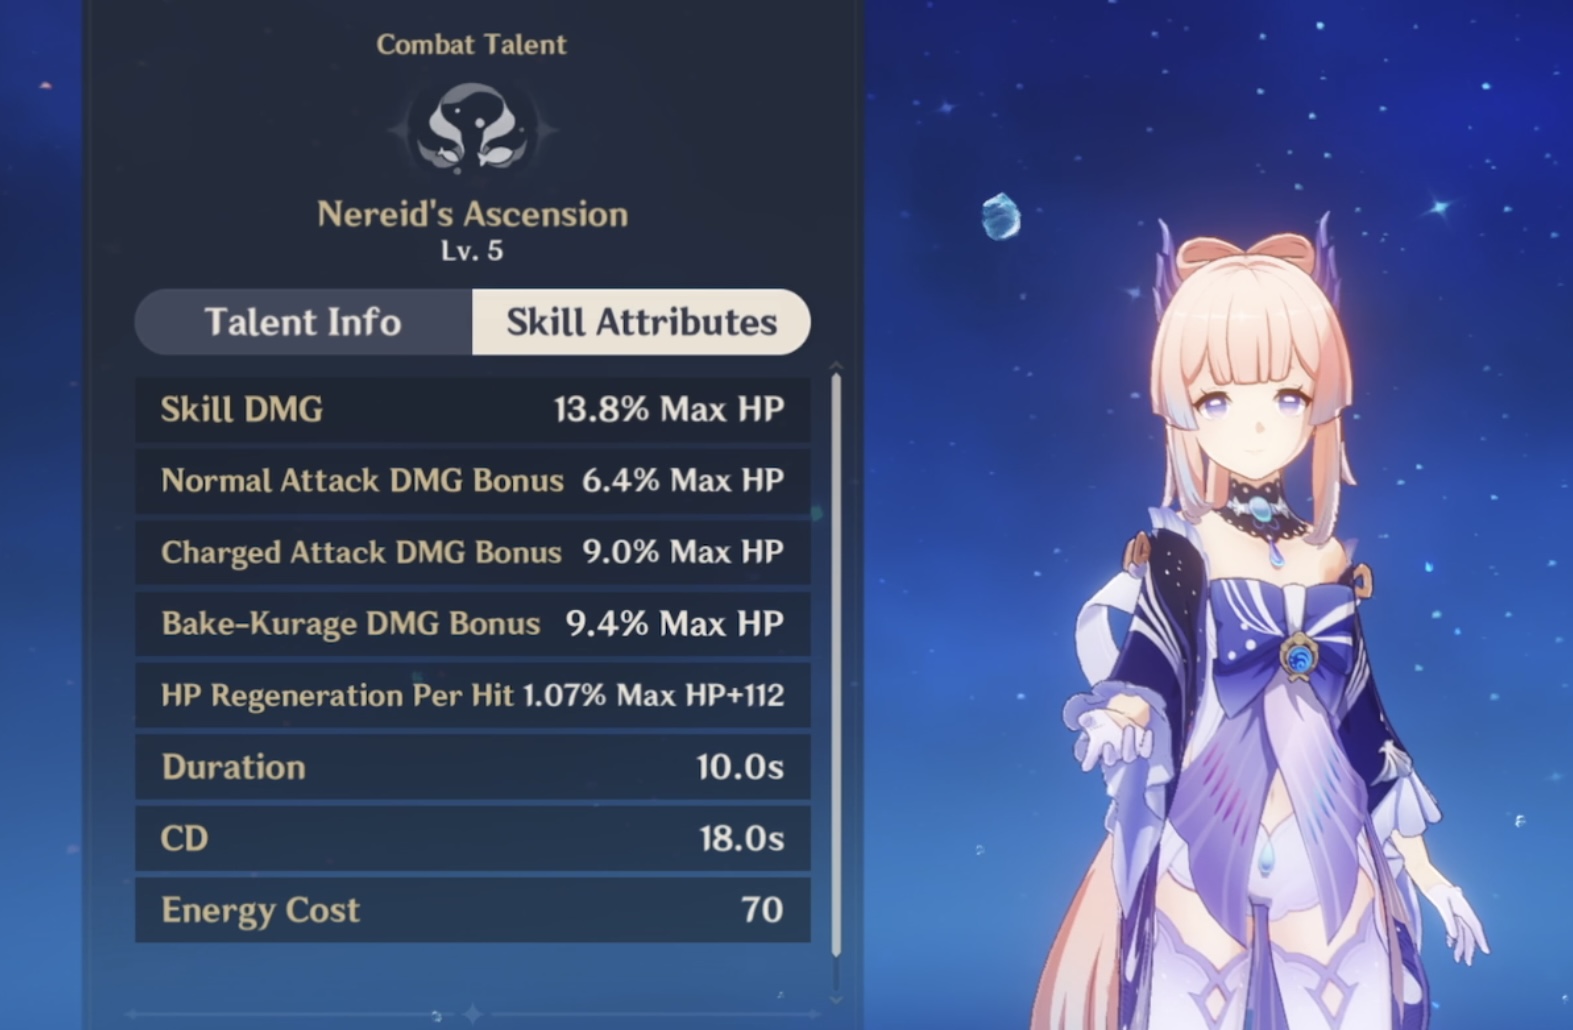 Combat Talent
Nereid's Ascension
Lv. 5
Talent Info Skill Attributes
Skill DMG 13.8% Max HP
Normal Attack DMG Bonus 6.4% Max HP
Charged Attack DMG Bonus 9.0% Max HP
Bake-Kurage DMG Bonus 9.4% Max HP
HP Regeneration Per Hit 1.07% Max HP+112
Duration 10.0s
CD 18.0s
Energy Cost 70